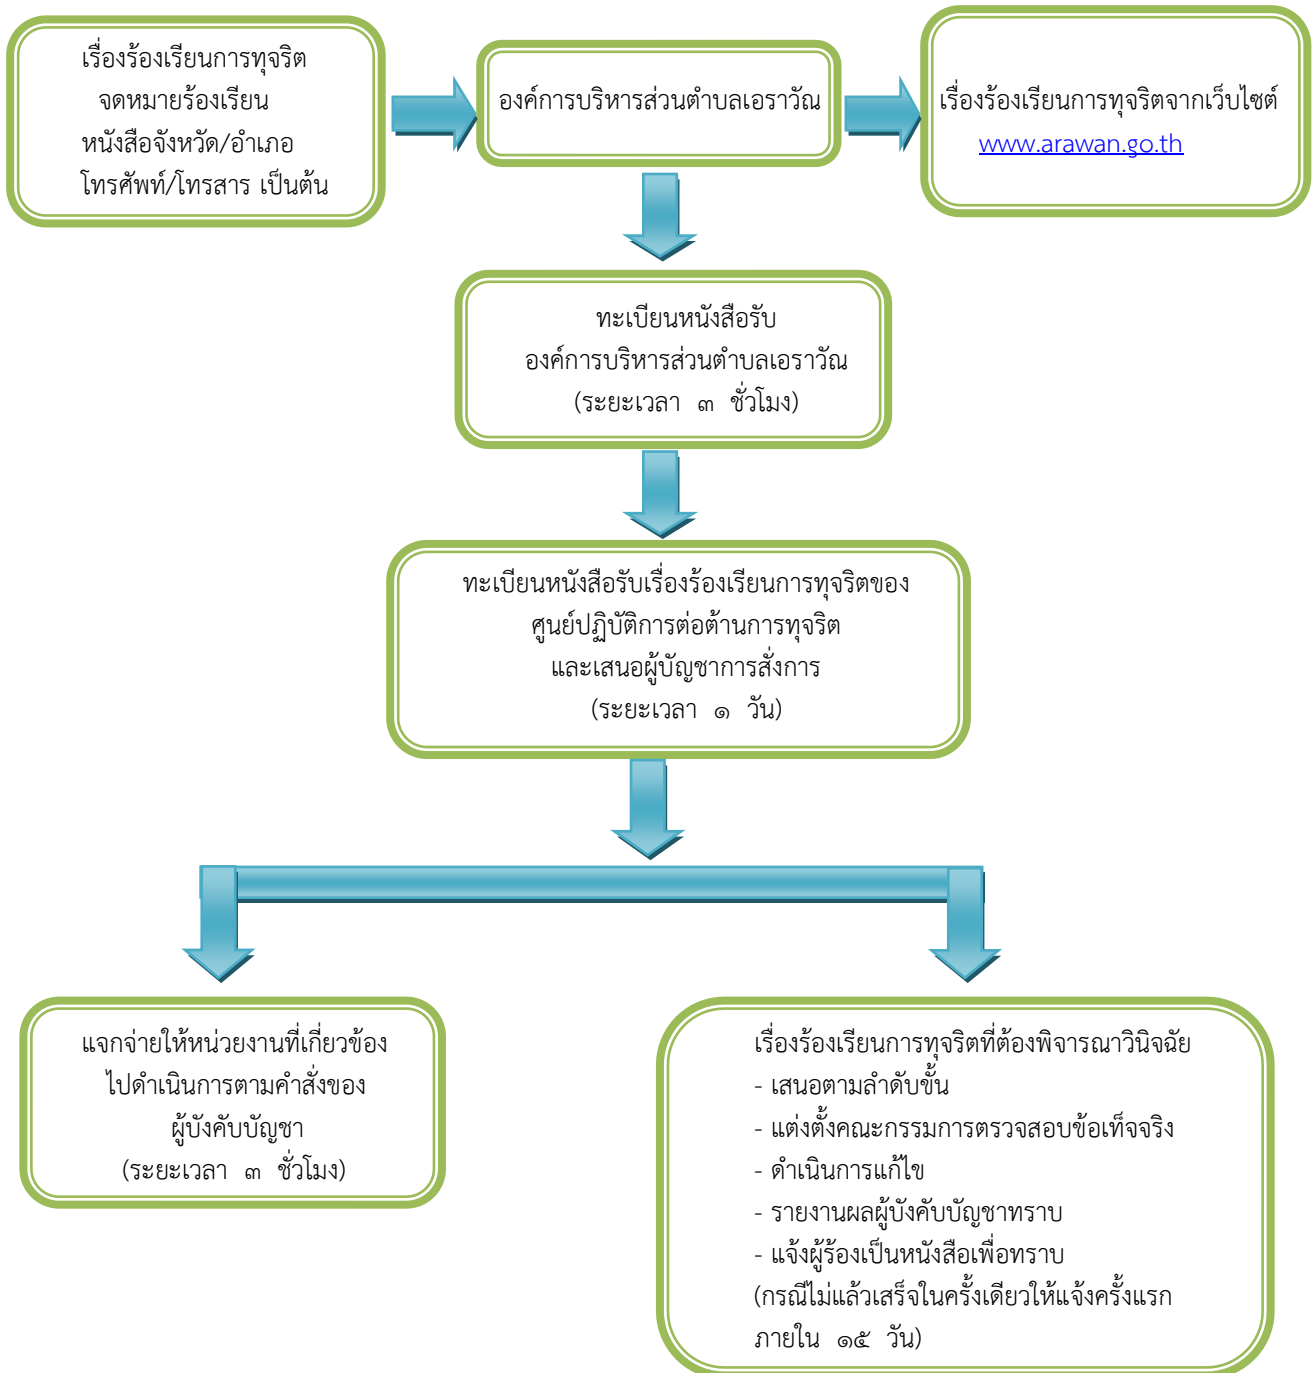 เรื่องร้องเรียนการทุจริต
จดหมายร้องเรียน
หนังสือจังหวัด/อำเภอ
โทรศัพท์/โทรสาร เป็นต้น
องค์การบริหารส่วนตำบลเอราวัณ
เรื่องร้องเรียนการทุจริตจากเว็บไซต์
www.arawan.go.th
ทะเบียนหนังสือรับ
องค์การบริหารส่วนตำบลเอราวัณ
(ระยะเวลา ๓ ชั่วโมง)
ทะเบียนหนังสือรับเรื่องร้องเรียนการทุจริตของ
ศูนย์ปฏิบัติการต่อต้านการทุจริต
และเสนอผู้บัญชาการสั่งการ
(ระยะเวลา ๑ วัน)
แจกจ่ายให้หน่วยงานที่เกี่ยวข้อง
ไปดำเนินการตามคำสั่งของ
ผู้บังคับบัญชา
(ระยะเวลา ๓ ชั่วโมง)
เรื่องร้องเรียนการทุจริตที่ต้องพิจารณาวินิจฉัย
- เสนอตามลำดับขั้น
- แต่งตั้งคณะกรรมการตรวจสอบข้อเท็จจริง
- ดำเนินการแก้ไข
- รายงานผลผู้บังคับบัญชาทราบ
- แจ้งผู้ร้องเป็นหนังสือเพื่อทราบ
(กรณีไม่แล้วเสร็จในครั้งเดียวให้แจ้งครั้งแรก
ภายใน ๑๕ วัน)